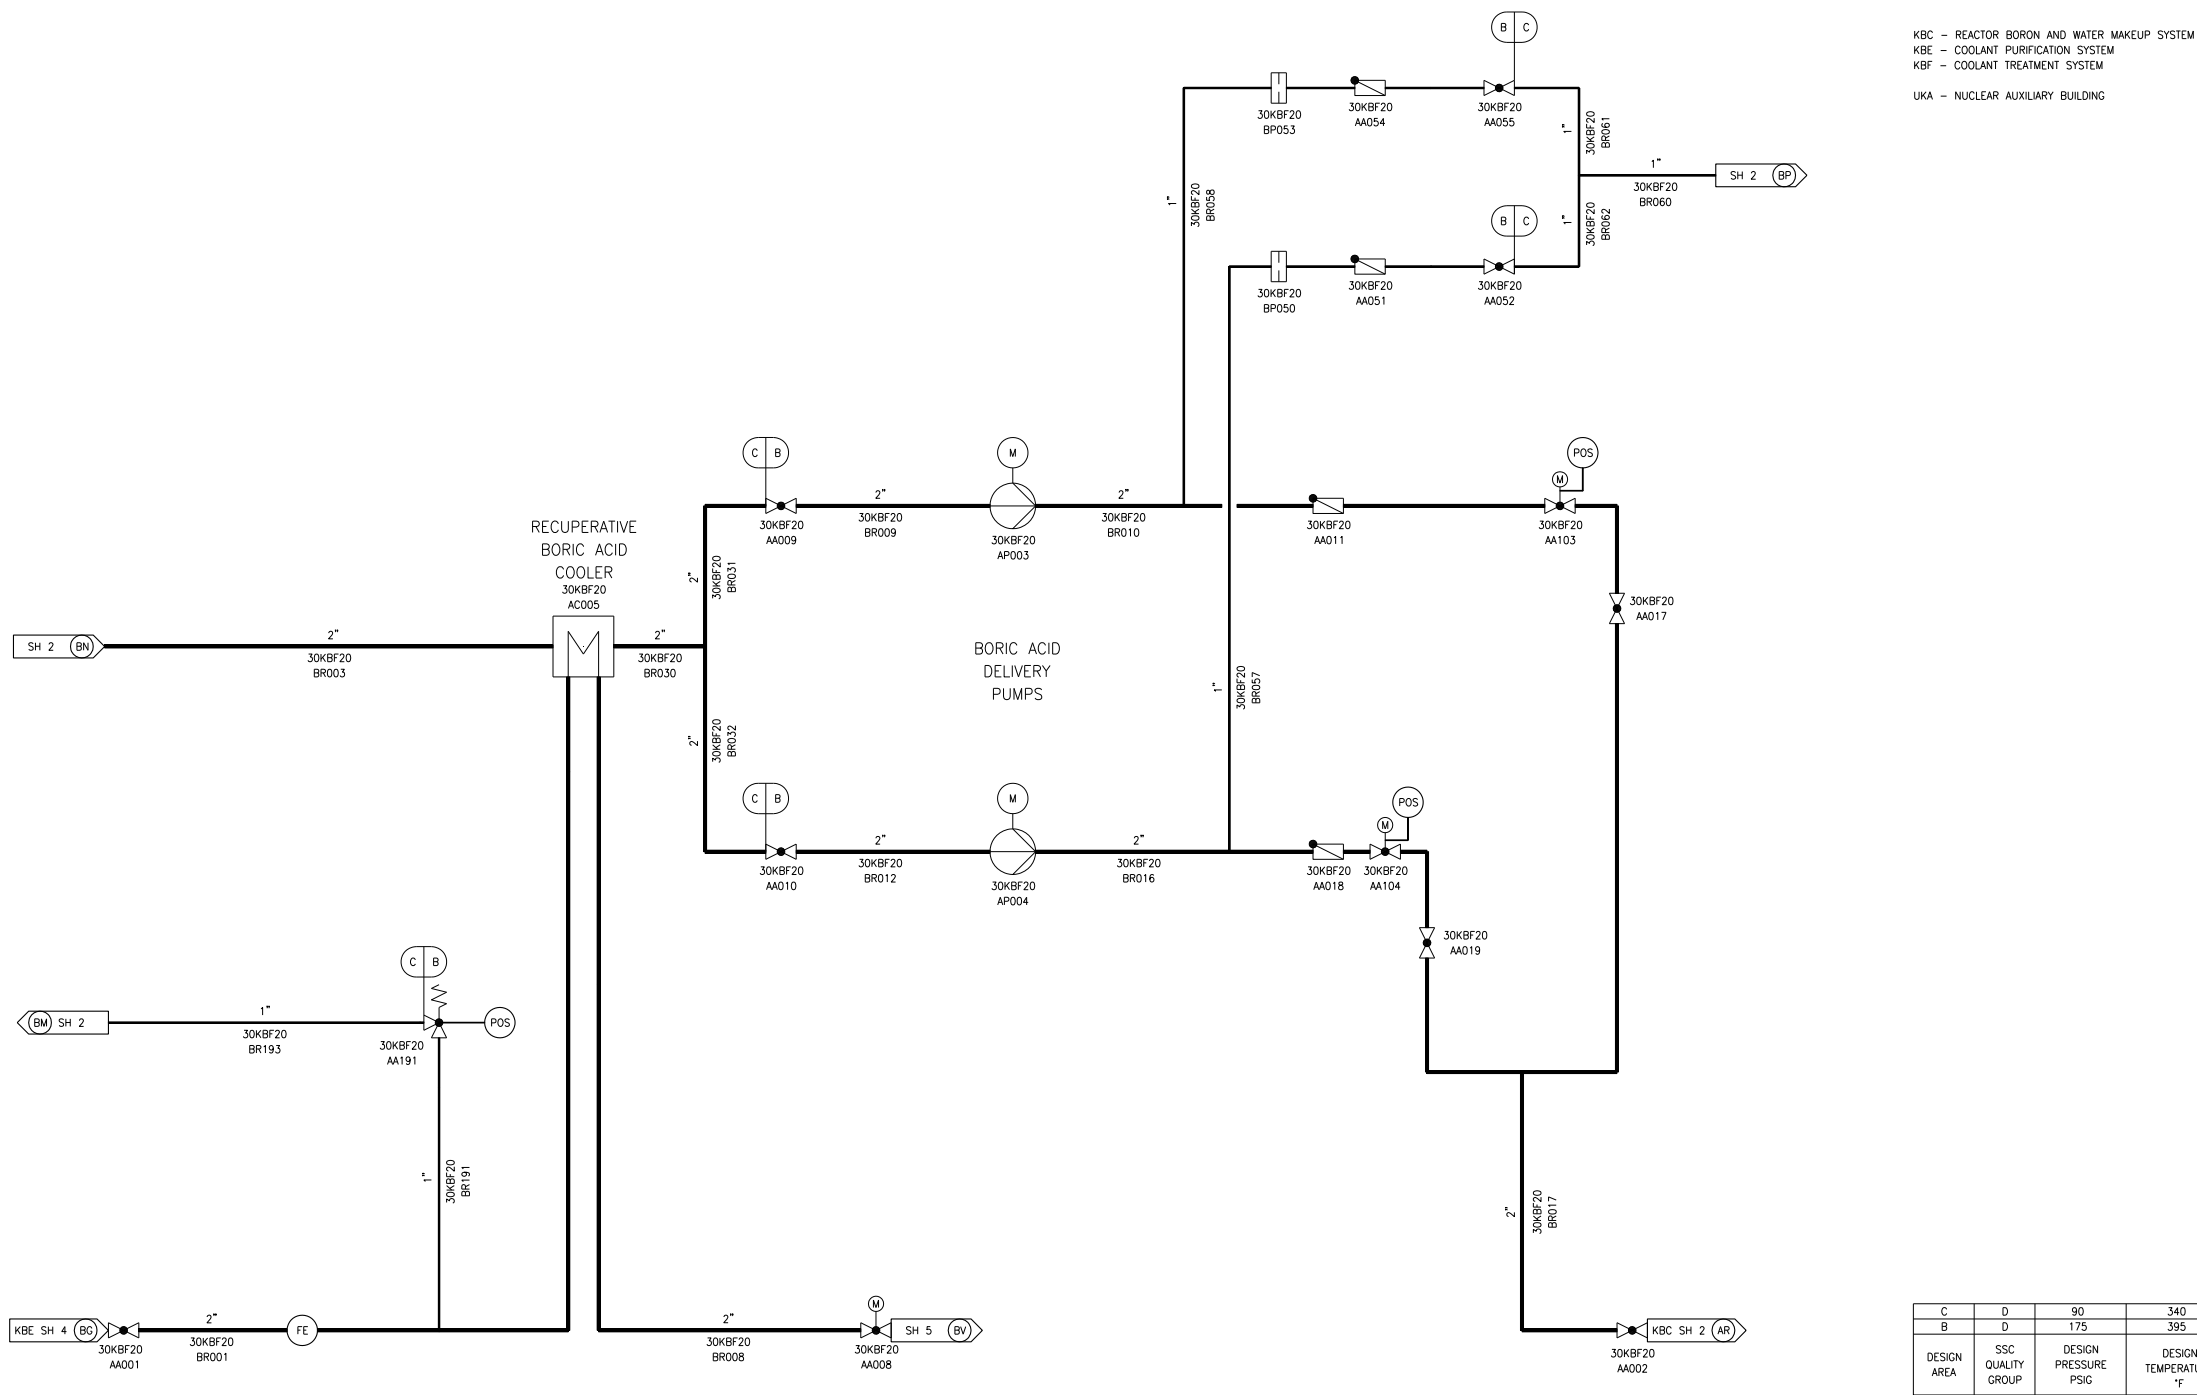 B C
KBC – REACTOR BORON AND WATER MAKEUP SYSTEM
KBE – COOLANT PURIFICATION SYSTEM
KBF – COOLANT TREATMENT SYSTEM
UKA – NUCLEAR AUXILIARY BUILDING
30KBF20
BP053
30KBF20
AA054
30KBF20
AA055
1"
30KBF20
BR061
1"
30KBF20
BR060
SH 2 BP
1"
30KBF20
BR058
B C
1"
30KBF20
BR062
30KBF20
BP050
30KBF20
AA051
30KBF20
AA052
C B
M
POS
M
2"
30KBF20
BR009
2"
30KBF20
BR010
30KBF20
AA009
30KBF20
AP003
30KBF20
AA011
30KBF20
AA103
RECUPERATIVE
BORIC ACID
COOLER
30KBF20
AC005
2"
30KBF20
BR031
30KBF20
AA017
SH 2 BN
2"
30KBF20
BR003
2"
30KBF20
BR030
BORIC ACID
DELIVERY
PUMPS
1"
30KBF20
BR057
2"
30KBF20
BR032
C B
M
POS
M
2"
30KBF20
BR012
2"
30KBF20
BR016
30KBF20
AA010
30KBF20
AP004
30KBF20
AA018
30KBF20
AA104
30KBF20
AA019
C B
BM SH 2
1"
30KBF20
BR193
POS
30KBF20
AA191
1"
30KBF20
BR191
2"
30KBF20
BR017
KBE SH 4 BG
30KBF20
AA001
2"
30KBF20
BR001
FE
2"
30KBF20
BR008
M
30KBF20
AA008
SH 5 BV
30KBF20
AA002
KBC SH 2 AR
C D 90 340
B D 175 395
DESIGN
AREA
SSC
QUALITY
GROUP
DESIGN
PRESSURE
PSIG
DESIGN
TEMPERATU
°F